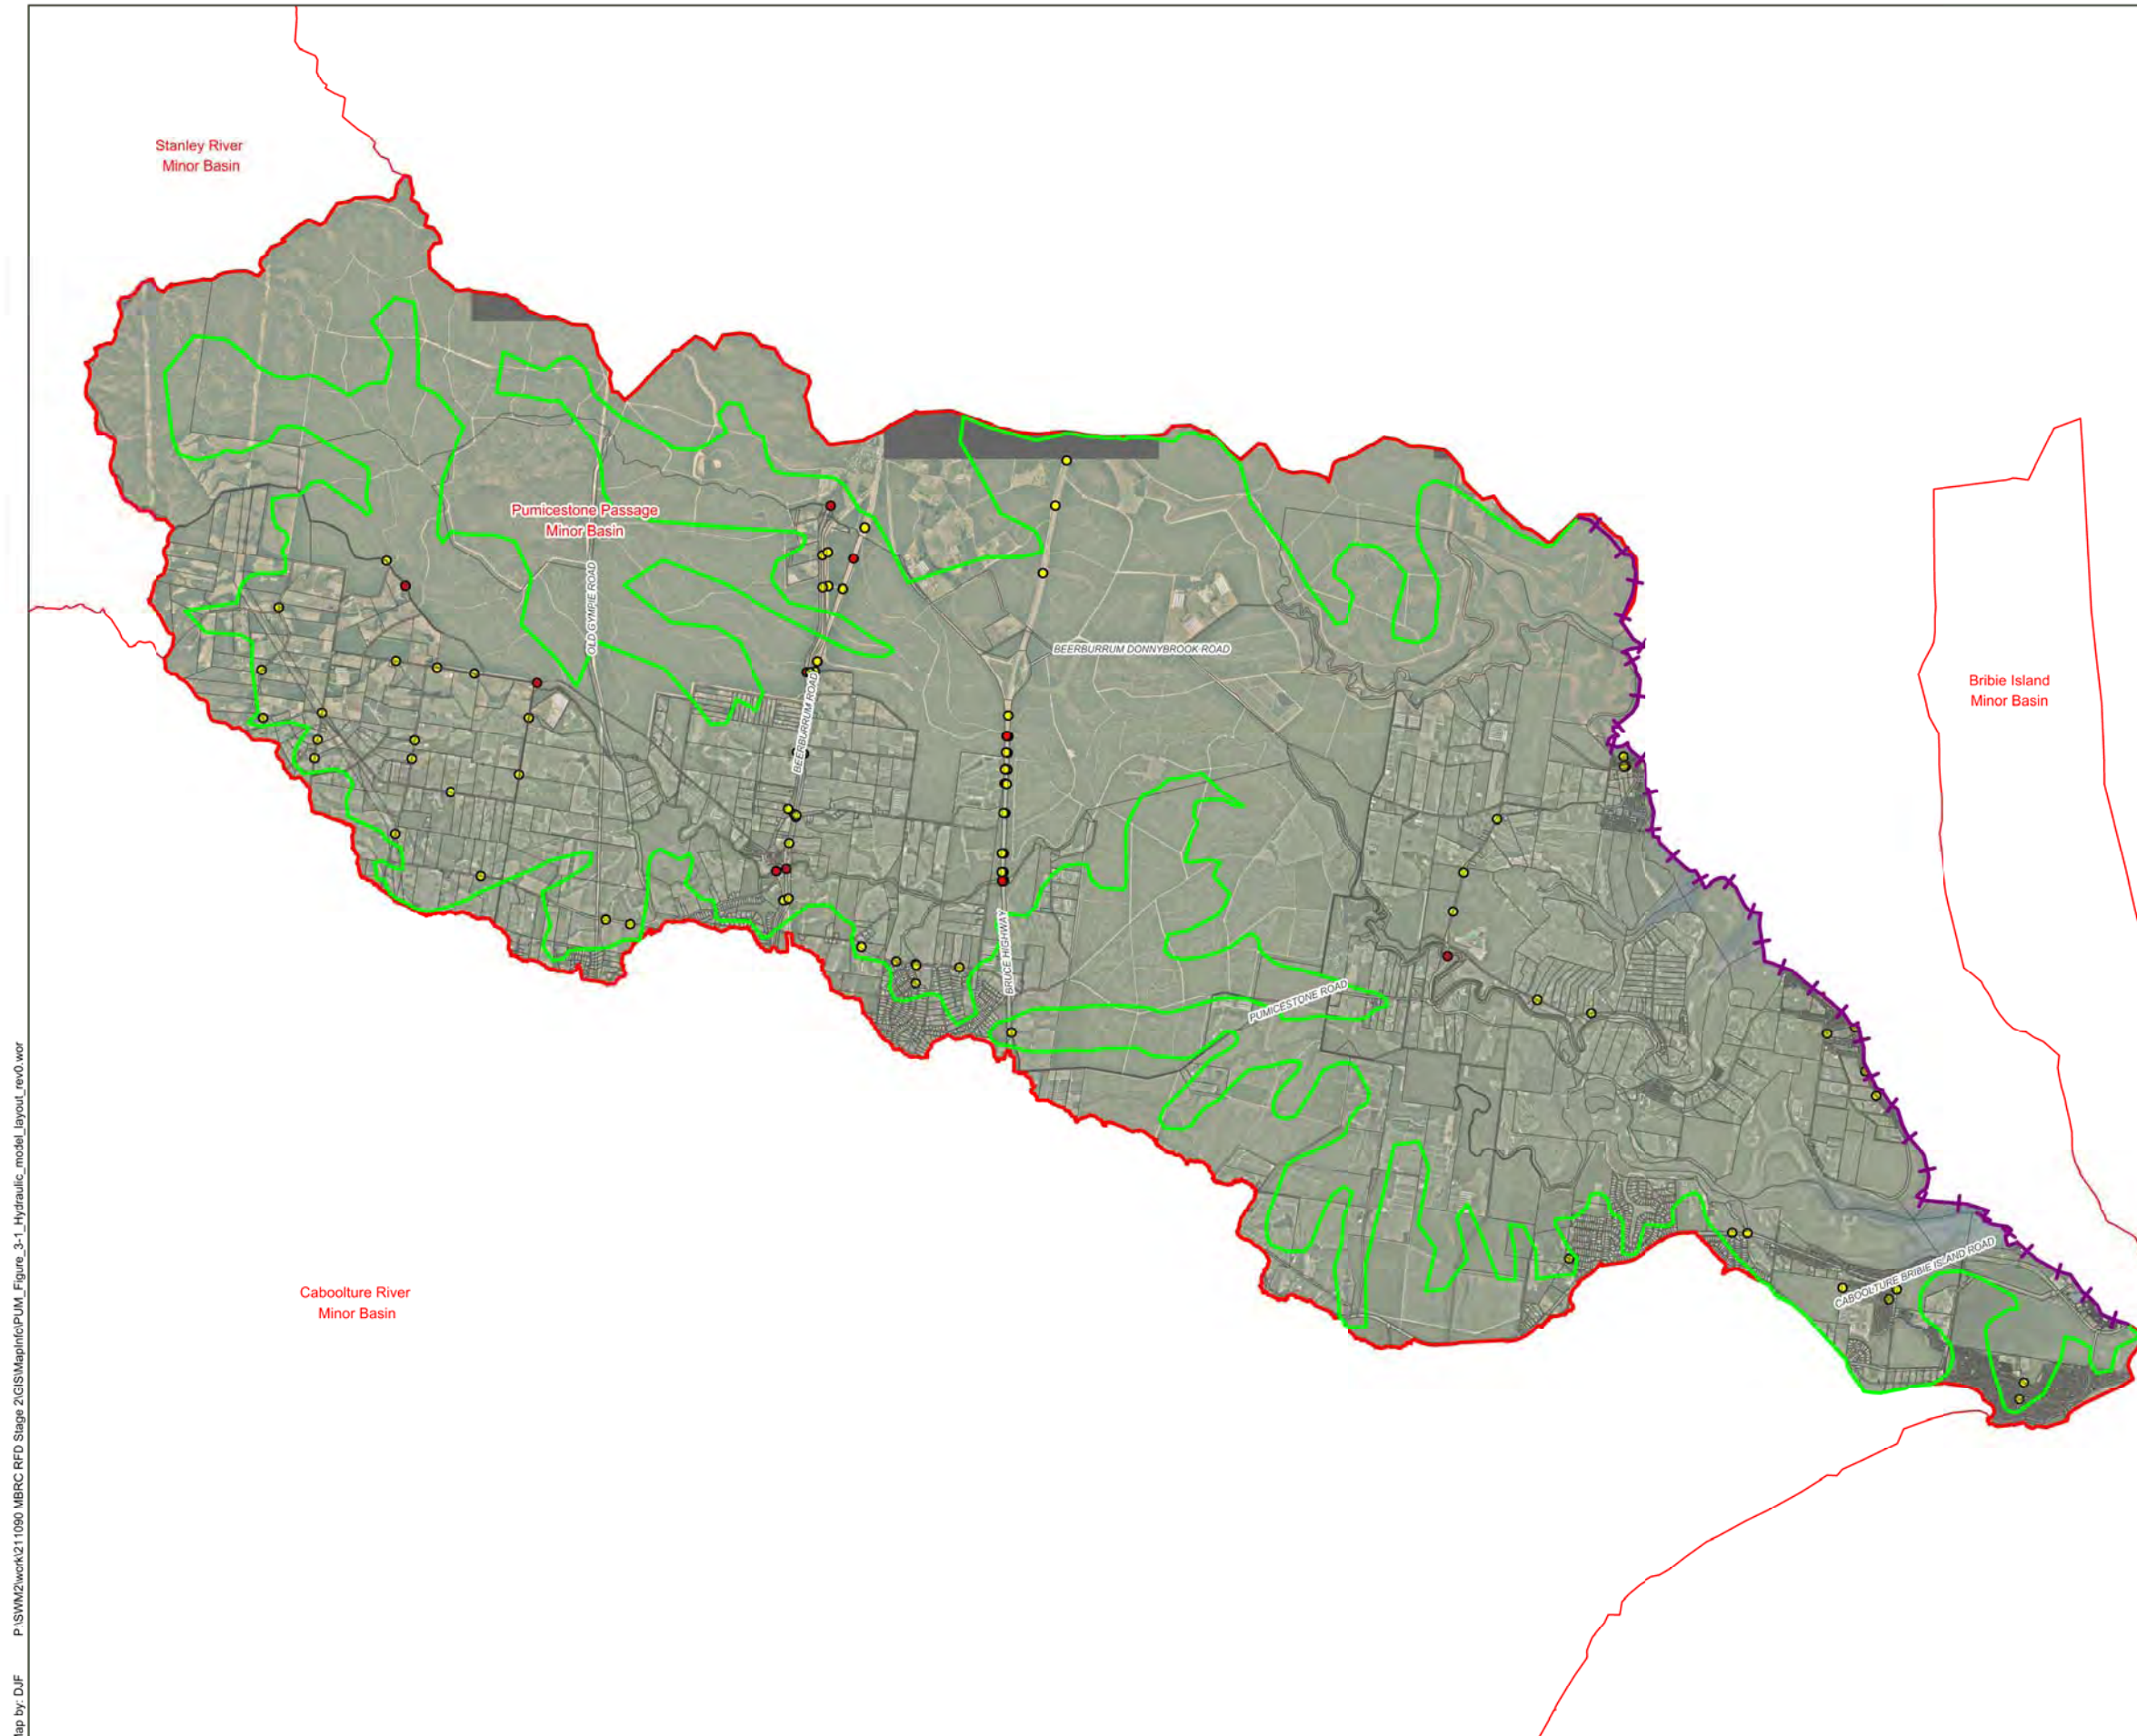 Stanley River
Minor Basin
Pumicestone Passage
Minor Basin
OLD GYMPIE ROAD
BEERBURRUM DONNYBROOK ROAD
BEERBURRUM ROAD
Bribie Island
Minor Basin
BRUCE HIGHWAY
PUMICESTONE ROAD
CABOOLTURE BRIBIE ISLAND ROAD
Caboolture River
Minor Basin
P:\SWM2\work\211090 MBRC RFD Stage 2\GIS\MapInfo\PUM_Figure_3-1_Hydraulic_model_layout_rev0.wor
ap by: DJF